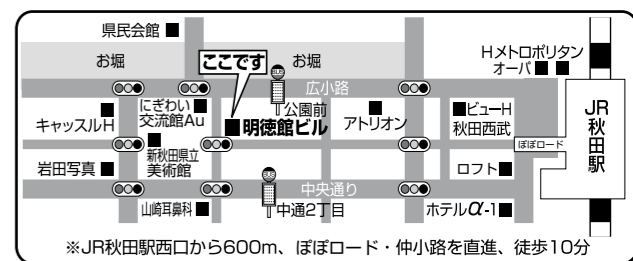 県民会館
お堀
ここです
お堀
Hメトロポリタン
オーパ
BUS
広小路
公園前
キャッスルH
にぎわい
交流館Au
明徳館ビル
アトリオン
ビューH
秋田西武
JR秋田駅
ぽぽロード
新秋田県立
美術館
岩田写真
ロフト
BUS
中央通り
山崎耳鼻科
中通2丁目
ホテルα-1
※JR秋田駅西口から600m、ぽぽロード・仲小路を直進、徒歩10分